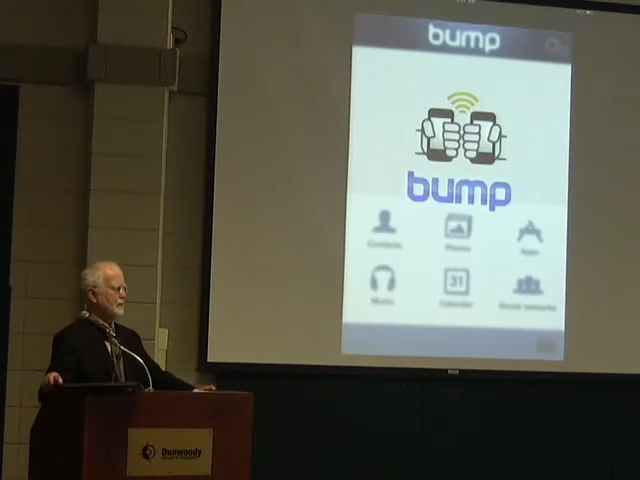 bump
bump
Contacts
Photos
Apps
Music
31
Calendar
Social networks
Dunwoody